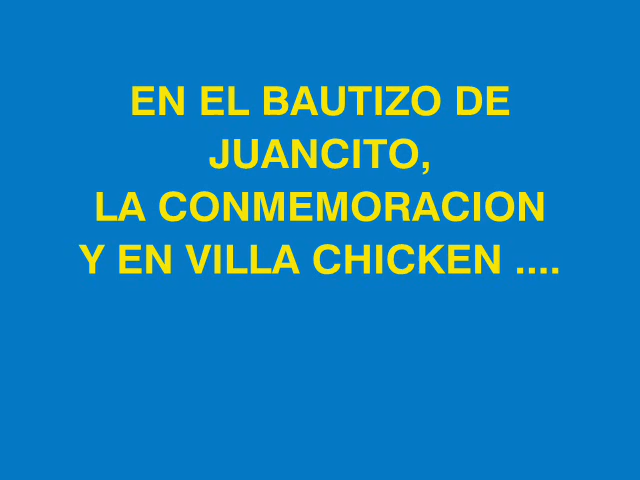 EN EL BAUTIZO DE
JUANCITO,
LA CONMEMORACION
Y EN VILLA CHICKEN ....